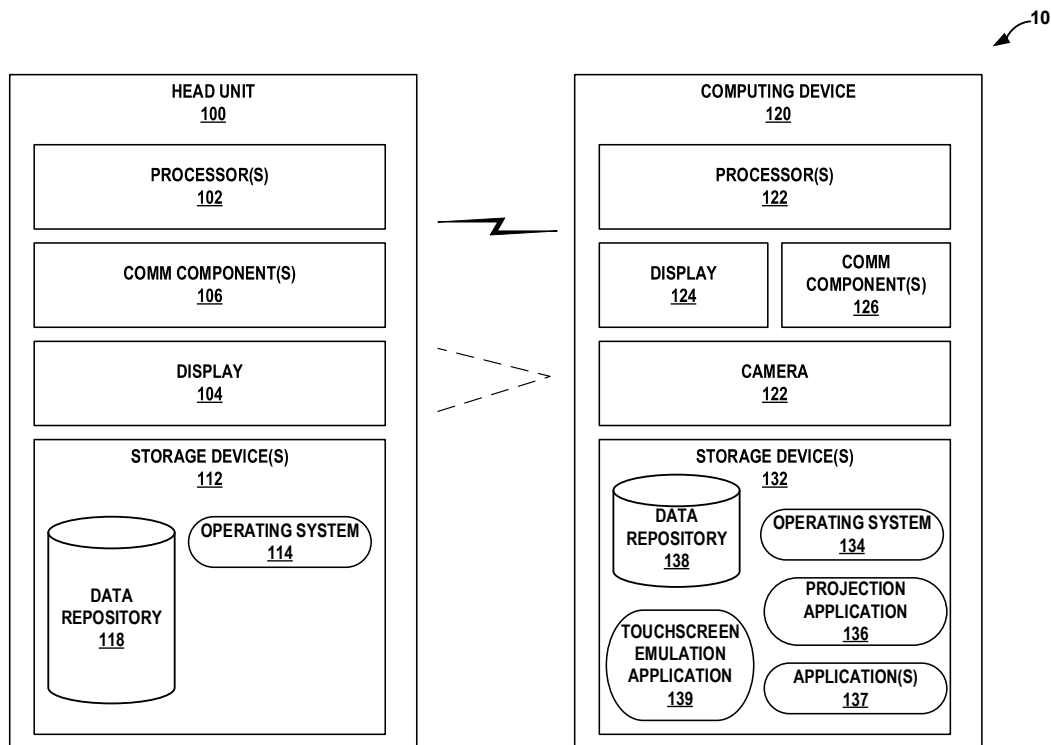 10
HEAD UNIT
100
PROCESSOR(S)
102
COMM COMPONENT(S)
106
DISPLAY
104
STORAGE DEVICE(S)
112
OPERATING SYSTEM
114
DATA
REPOSITORY
118
COMPUTING DEVICE
120
PROCESSOR(S)
122
DISPLAY
124
COMM
COMPONENT(S)
126
CAMERA
122
STORAGE DEVICE(S)
132
DATA
REPOSITORY
138
OPERATING SYSTEM
134
PROJECTION
APPLICATION
136
TOUCHSCREEN
EMULATION
APPLICATION
139
APPLICATION(S)
137